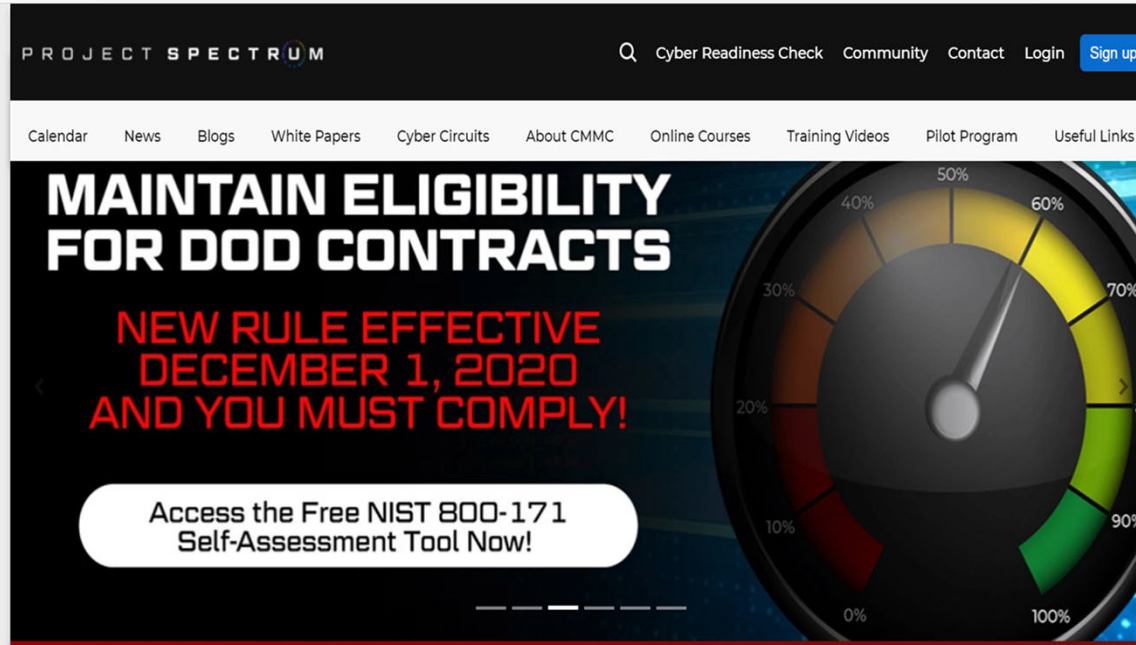 PROJECT SPECTRUM
Cyber Readiness Check Community Contact Login Sign up
Calendar News Blogs White Papers Cyber Circuits About CMMC Online Courses Training Videos Pilot Program Useful Links
MAINTAIN ELIGIBILITY
FOR DOD CONTRACTS
NEW RULE EFFECTIVE
DECEMBER 1, 2020
AND YOU MUST COMPLY!
Access the Free NIST 800-171
Self-Assessment Tool Now!
50%
40% 60%
30% 70%
20%
10% 90%
0% 100%